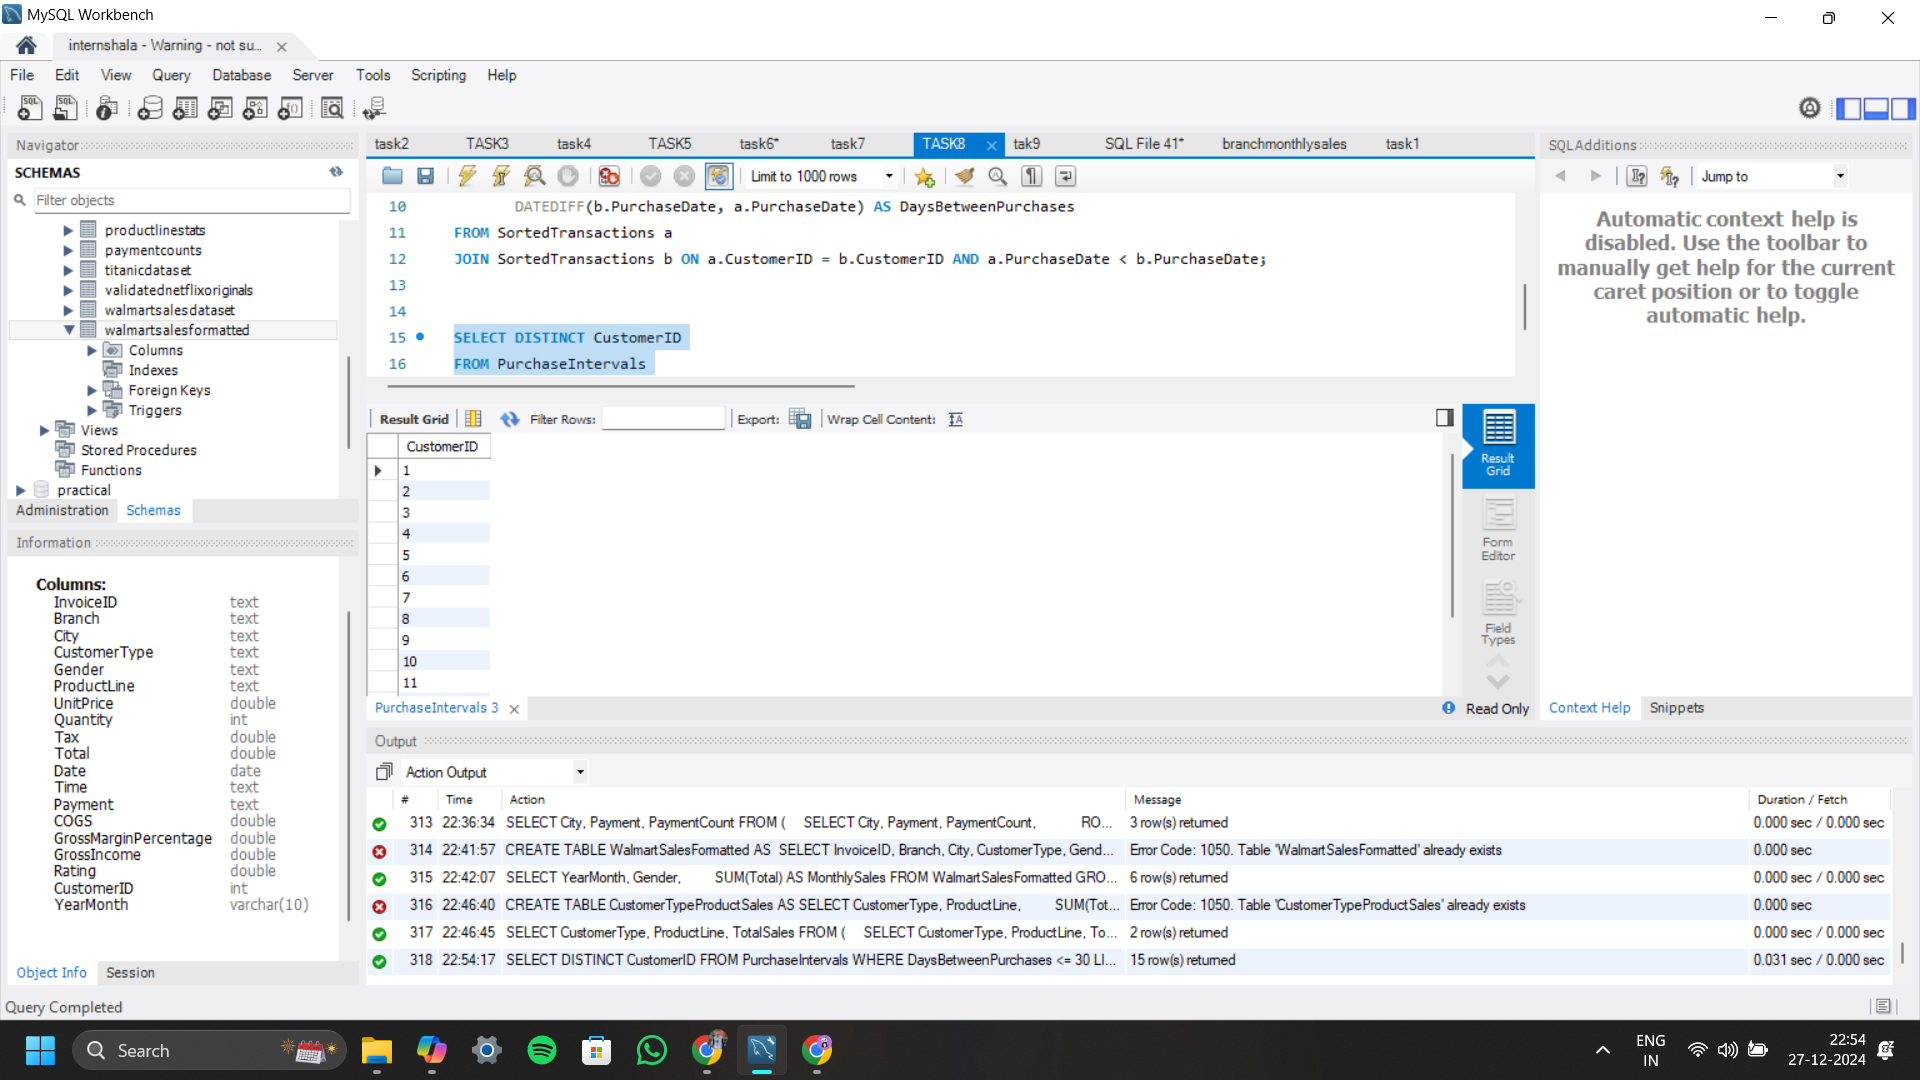 MySQL Workbench
internshala - Warning - not su...
File Edit View Query Database Server Tools Scripting Help
Navigator
SCHEMAS
Filter objects
productlinestats
paymentcounts
titanicdataset
validatednetflixoriginals
walmartsalesdataset
walmartsalesformatted
Columns
Indexes
Foreign Keys
Triggers
Views
Stored Procedures
Functions
practical
Administration Schemas
Information
Columns:
InvoiceID text
Branch text
City text
CustomerType text
Gender text
ProductLine text
UnitPrice double
Quantity int
Tax double
Total double
Date date
Time text
Payment text
COGS double
GrossMarginPercentage double
GrossIncome double
Rating double
CustomerID int
YearMonth varchar(10)
Object Info Session
Query Completed
task2 TASK3 task4 TASK5 task6* task7 TASK8 tak9 SQL File 41* branchmonthlysales task1
Limit to 1000 rows
10 DATEDIFF(b.PurchaseDate, a.PurchaseDate) AS DaysBetweenPurchases
11 FROM SortedTransactions a
12 JOIN SortedTransactions b ON a.CustomerID = b.CustomerID AND a.PurchaseDate < b.PurchaseDate;
13
14
15 SELECT DISTINCT CustomerID
16 FROM PurchaseIntervals
Result Grid Filter Rows: Export: Wrap Cell Content:
CustomerID
1
2
3
4
5
6
7
8
9
10
11
Result Grid
Form Editor
Field Types
PurchaseIntervals 3
Read Only
SQLAdditions
Jump to
Automatic context help is
disabled. Use the toolbar to
manually get help for the current
caret position or to toggle
automatic help.
Context Help Snippets
Output
Action Output
# Time Action Message Duration / Fetch
313 22:36:34 SELECT City, Payment, PaymentCount FROM ( SELECT City, Payment, PaymentCount, RO... 3 row(s) returned 0.000 sec / 0.000 sec
314 22:41:57 CREATE TABLE WalmartSalesFormatted AS SELECT InvoiceID, Branch, City, CustomerType, Gend... Error Code: 1050. Table 'WalmartSalesFormatted' already exists 0.000 sec
315 22:42:07 SELECT YearMonth, Gender, SUM(Total) AS MonthlySales FROM WalmartSalesFormatted GRO... 6 row(s) returned 0.000 sec / 0.000 sec
316 22:46:40 CREATE TABLE CustomerTypeProductSales AS SELECT CustomerType, ProductLine, SUM(Tot... Error Code: 1050. Table 'CustomerTypeProductSales' already exists 0.000 sec
317 22:46:45 SELECT CustomerType, ProductLine, TotalSales FROM ( SELECT CustomerType, ProductLine, To... 2 row(s) returned 0.000 sec / 0.000 sec
318 22:54:17 SELECT DISTINCT CustomerID FROM PurchaseIntervals WHERE DaysBetweenPurchases <= 30 LI... 15 row(s) returned 0.031 sec / 0.000 sec
Search
ENG
IN
22:54
27-12-2024